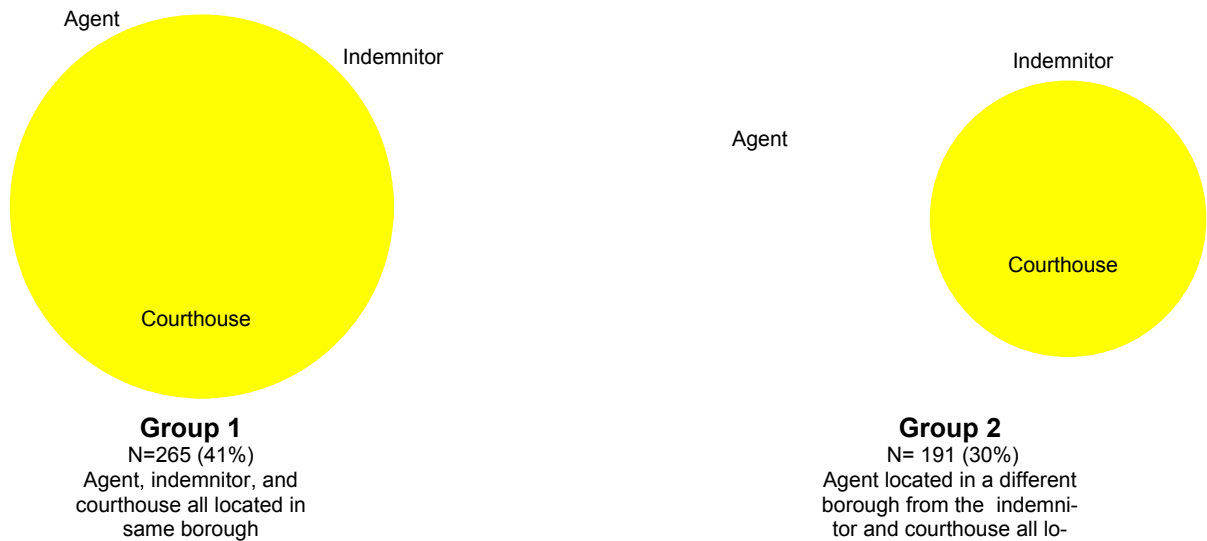 Agent
Indemnitor
Courthouse
Group 1
N=265 (41%)
Agent, indemnitor, and
courthouse all located in
same borough
Indemnitor
Agent
Courthouse
Group 2
N= 191 (30%)
Agent located in a different
borough from the  indemni-
tor and courthouse all lo-